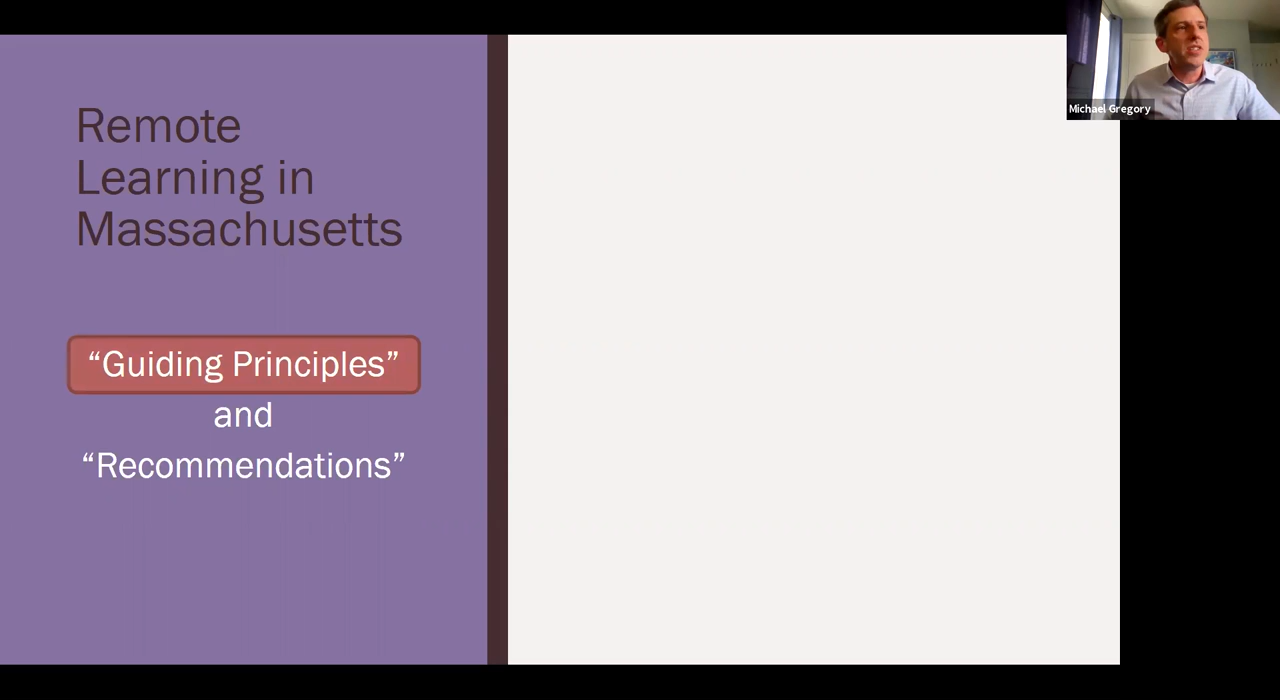 Remote
Learning in
Massachusetts
“Guiding Principles”
and
“Recommendations”
Michael Gregory